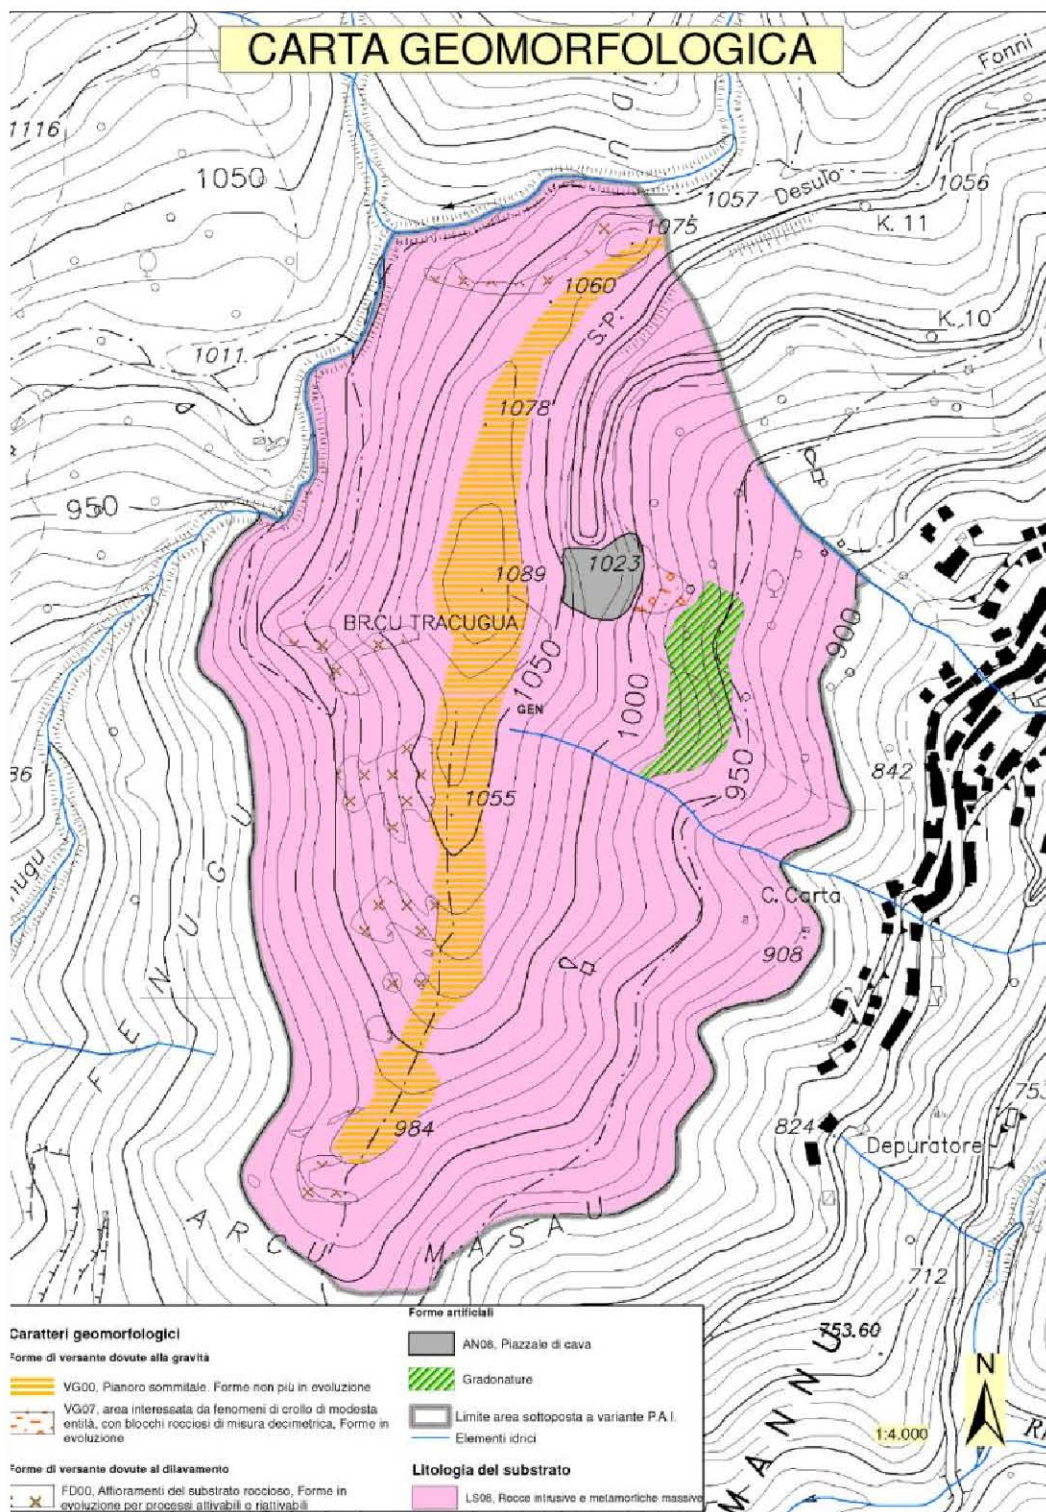 CARTA GEOMORFOLOGICA
Fonni
1116
1050
U D
1057
Desulo
1056
K. 11
1075
1060
K. 10
S.P.
1011
1078
950
1023
1089
BR.CU TRACUGUA
1050
900
GEN
1000
950
86
842
1055
nugu
C. Carta
908
F E N U G U
984
824
Depuratore
753
ARCU MASAU
712
753.60
MANNU
N
1:4.000
Caratteri geomorfologici
Forme di versante dovute alla gravità
VG00, Pianoro sommitale. Forme non più in evoluzione
VG07, area interessata da fenomeni di crollo di modesta
entità, con blocchi rocciosi di misura decimetrica, Forme in
evoluzione
Forme di versante dovute al dilavamento
FD00, Affioramenti del substrato roccioso, Forme in
evoluzione per processi attivabili o riattivabili
Forme artificiali
AN08, Piazzale di cava
Gradonature
Limite area sottoposta a variante P.A.I.
Elementi idrici
Litologia del substrato
LS08, Rocce intrusive e metamorfiche massive